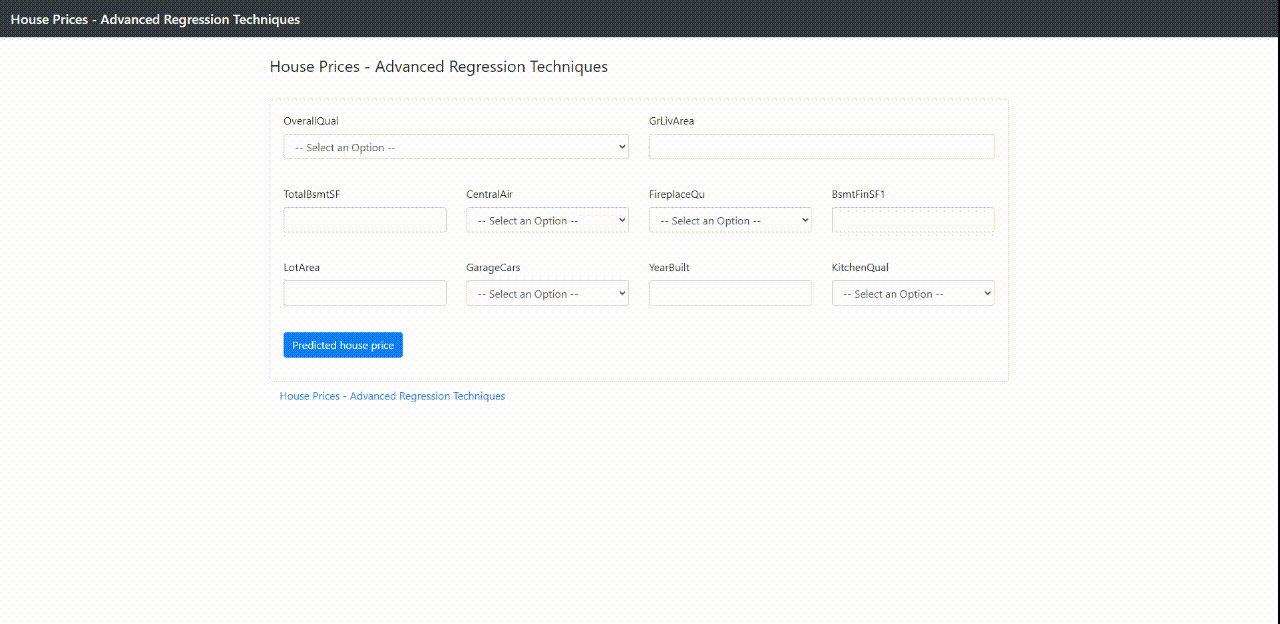 House Prices - Advanced Regression Techniques
House Prices - Advanced Regression Techniques
OverallQual GrLivArea
-- Select an Option --
TotalBsmtSF CentralAir FireplaceQu BsmtFinSF1
-- Select an Option -- -- Select an Option --
LotArea GarageCars YearBuilt KitchenQual
-- Select an Option -- -- Select an Option --
Predicted house price
House Prices - Advanced Regression Techniques